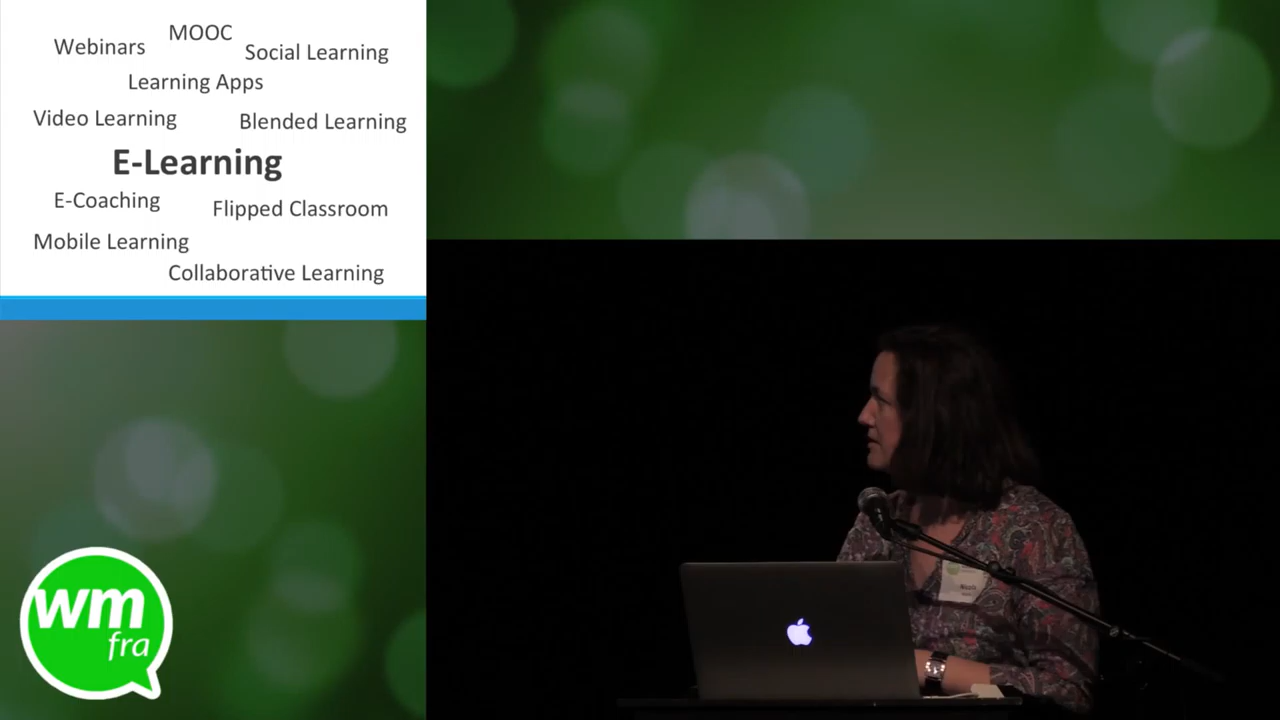 MOOC
Webinars
Social Learning
Learning Apps
Video Learning
Blended Learning
E-Learning
E-Coaching
Flipped Classroom
Mobile Learning
Collaborative Learning
wm
fra